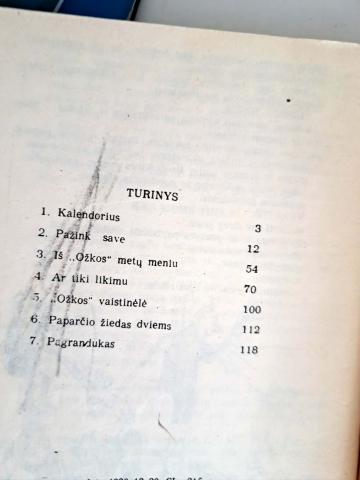 TURINYS
1. Kalendorius 3
2. Pažink save 12
3. Iš „Ožkos" metų meniu 54
4. Ar tiki likimu 70
5. „Ožkos" vaistinėlė 100
6. Paparčio žiedas dviems 112
7. Pagrandukas 118